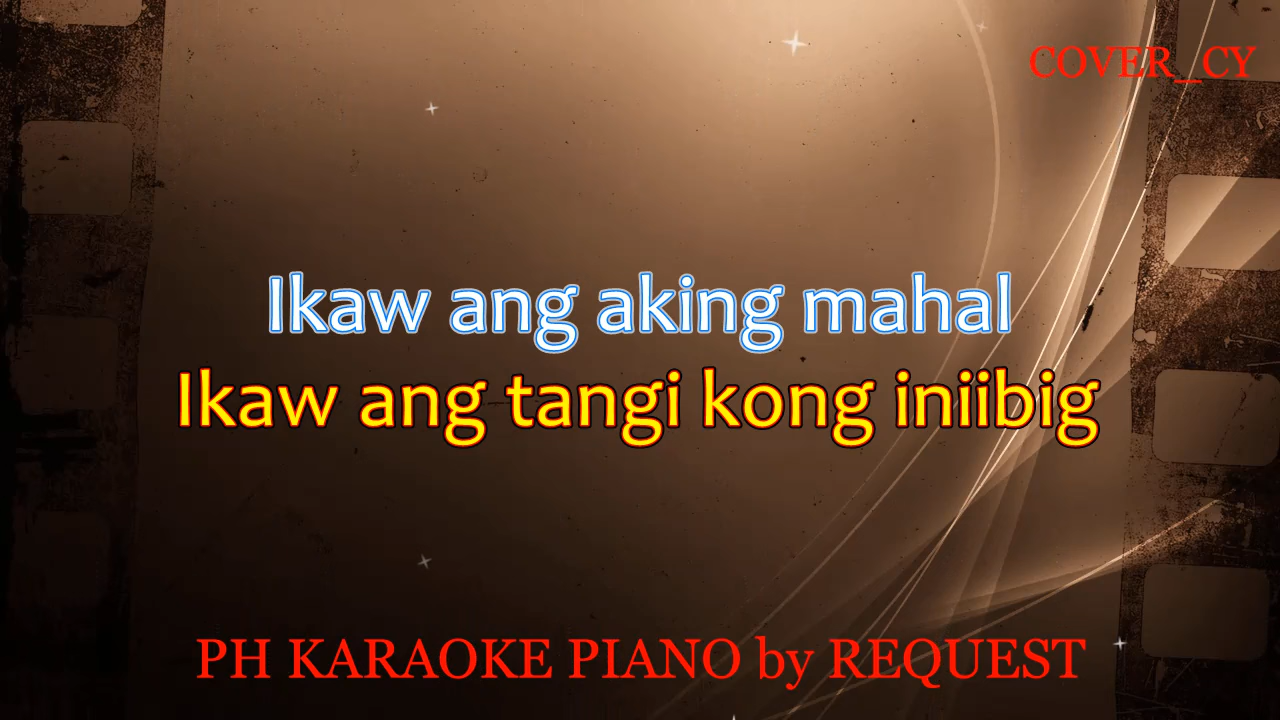 COVER_CY
Ikaw ang aking mahal
Ikaw ang tangi kong iniibig
PH KARAOKE PIANO by REQUEST